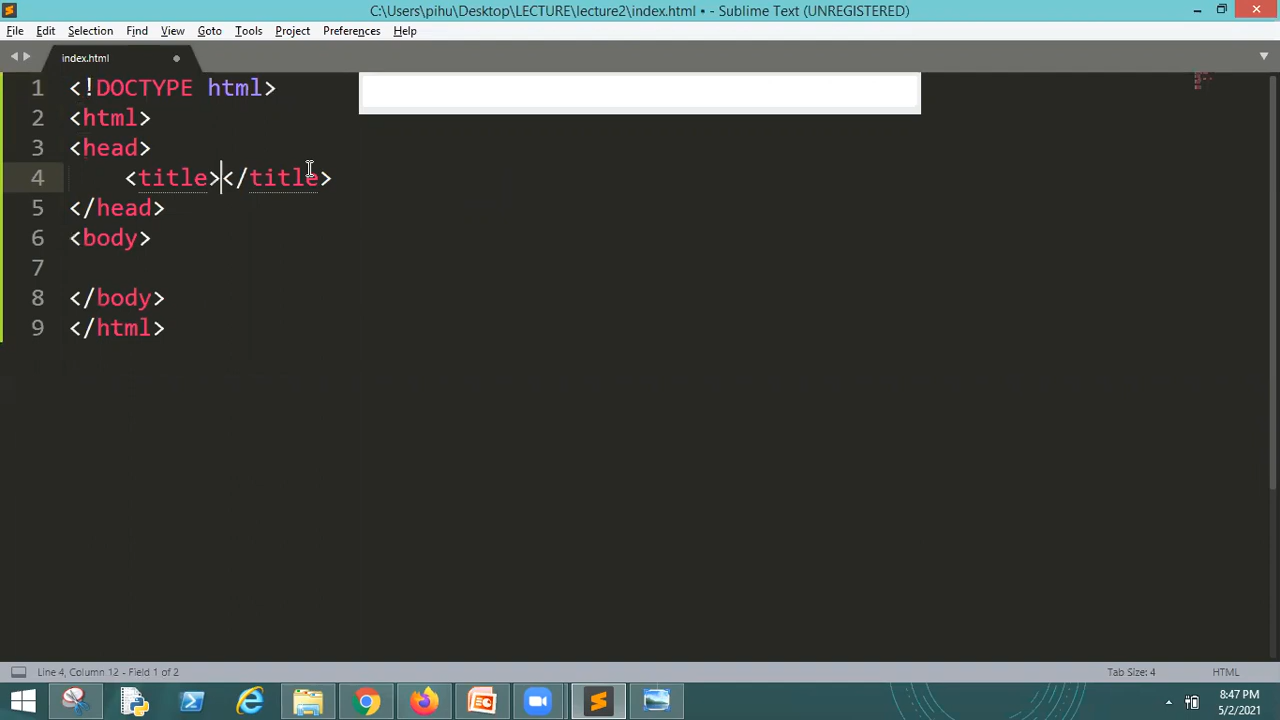 C:\Users\pihu\Desktop\LECTURE\lecture2\index.html • - Sublime Text (UNREGISTERED)
File Edit Selection Find View Goto Tools Project Preferences Help
index.html
1 <!DOCTYPE html>
2 <html>
3 <head>
4 <title></title>
5 </head>
6 <body>
7
8 </body>
9 </html>
Line 4, Column 12 - Field 1 of 2 Tab Size: 4 HTML
8:47 PM
5/2/2021